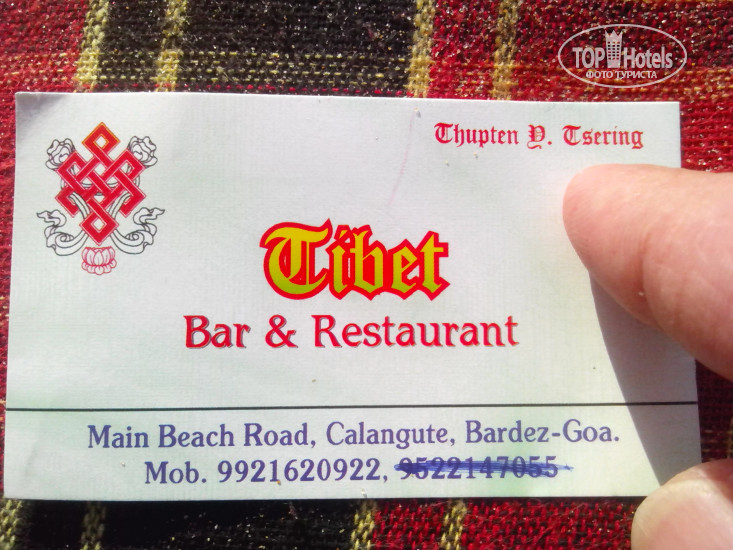 TOP Hotels
ФОТО ТУРИСТА
Thupten Y. Tsering
Tibet
Bar & Restaurant
Main Beach Road, Calangute, Bardez-Goa.
Mob. 9921620922, 9522147055